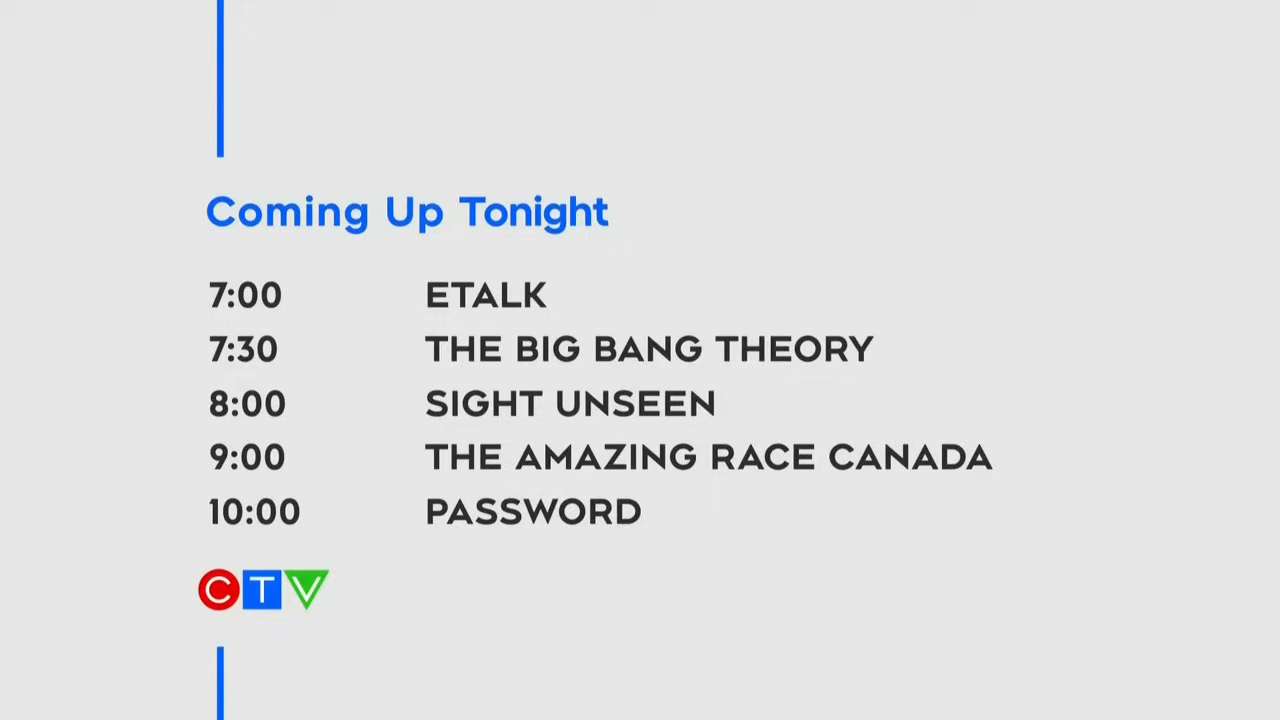 Coming Up Tonight
7:00 ETALK
7:30 THE BIG BANG THEORY
8:00 SIGHT UNSEEN
9:00 THE AMAZING RACE CANADA
10:00 PASSWORD
CTV